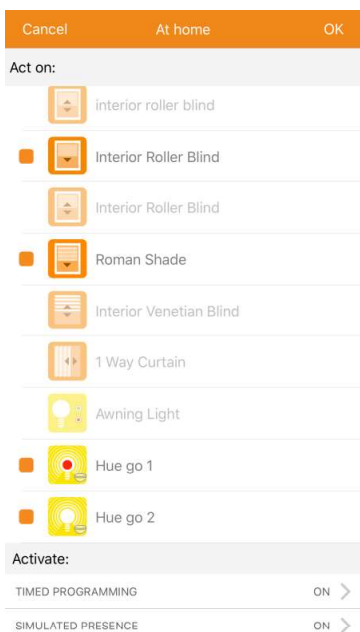 Cancel At home OK
Act on:
interior roller blind
Interior Roller Blind
Interior Roller Blind
Roman Shade
Interior Venetian Blind
1 Way Curtain
Awning Light
Hue go 1
Hue go 2
Activate:
TIMED PROGRAMMING ON
SIMULATED PRESENCE ON